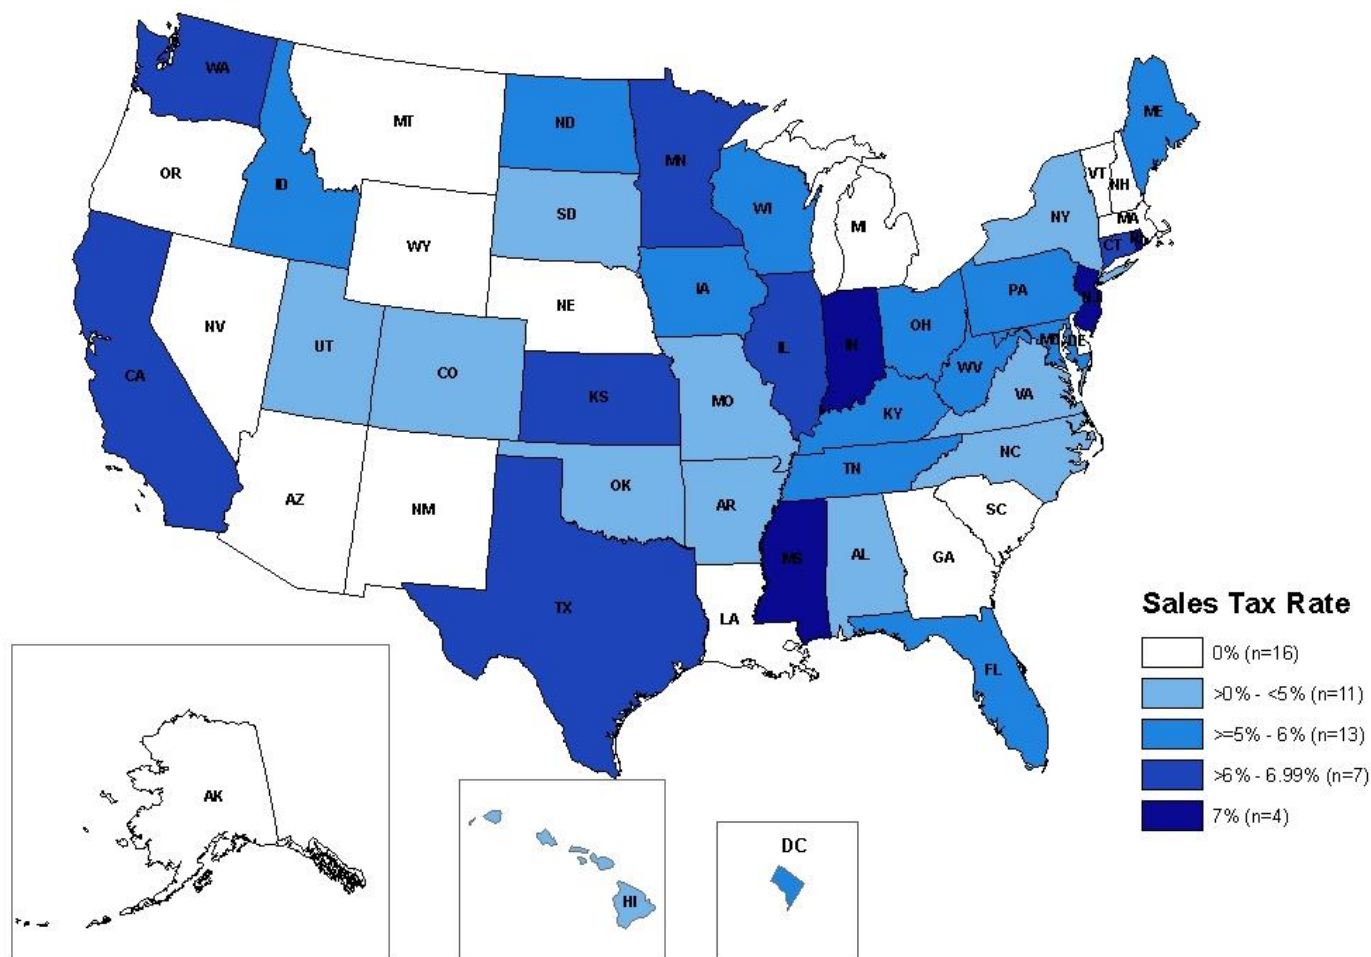 WA
MT
ND
MN
ME
OR
ID
SD
WI
MI
VT
NH
NY
MA
CT
WY
IA
PA
NE
NV
UT
CO
IL
IN
OH
NJ
MD
DE
CA
KS
MO
WV
VA
KY
NC
TN
AZ
NM
OK
AR
SC
MS
AL
GA
TX
LA
FL
AK
HI
DC
Sales Tax Rate
0% (n=16)
>0% - <5% (n=11)
>=5% - 6% (n=13)
>6% - 6.99% (n=7)
7% (n=4)